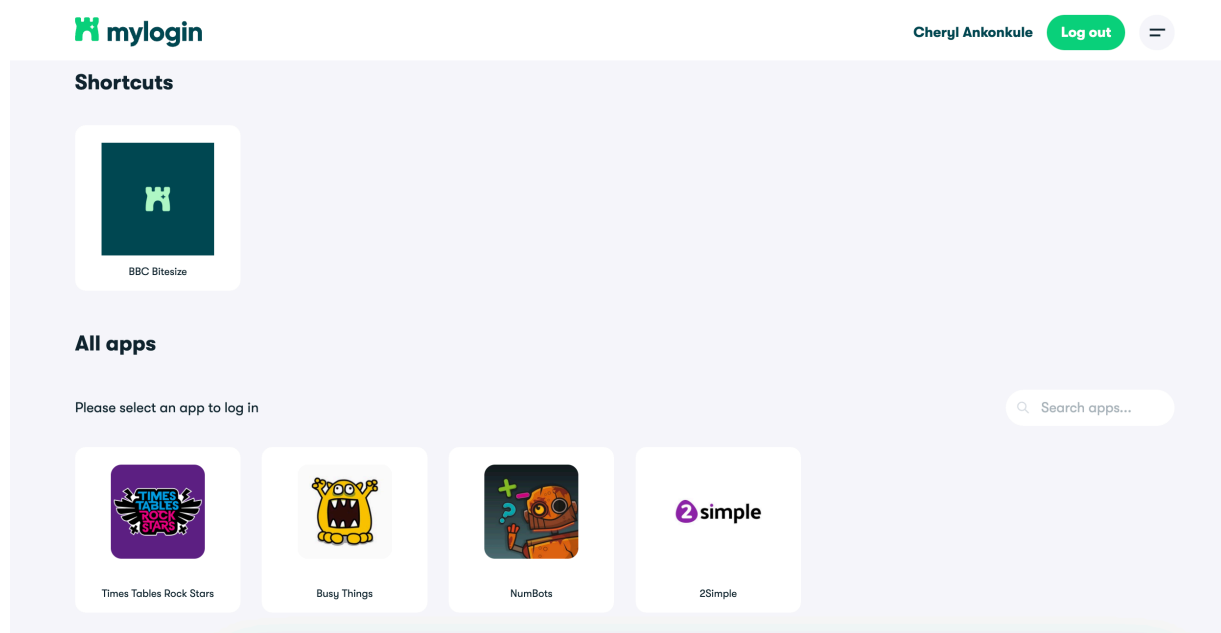 mylogin
Cheryl Ankonkule
Log out
Shortcuts
BBC Bitesize
All apps
Please select an app to log in
Search apps...
TIMES
TABLES
ROCK
STARS
2simple
Times Tables Rock Stars
Busy Things
NumBots
2Simple